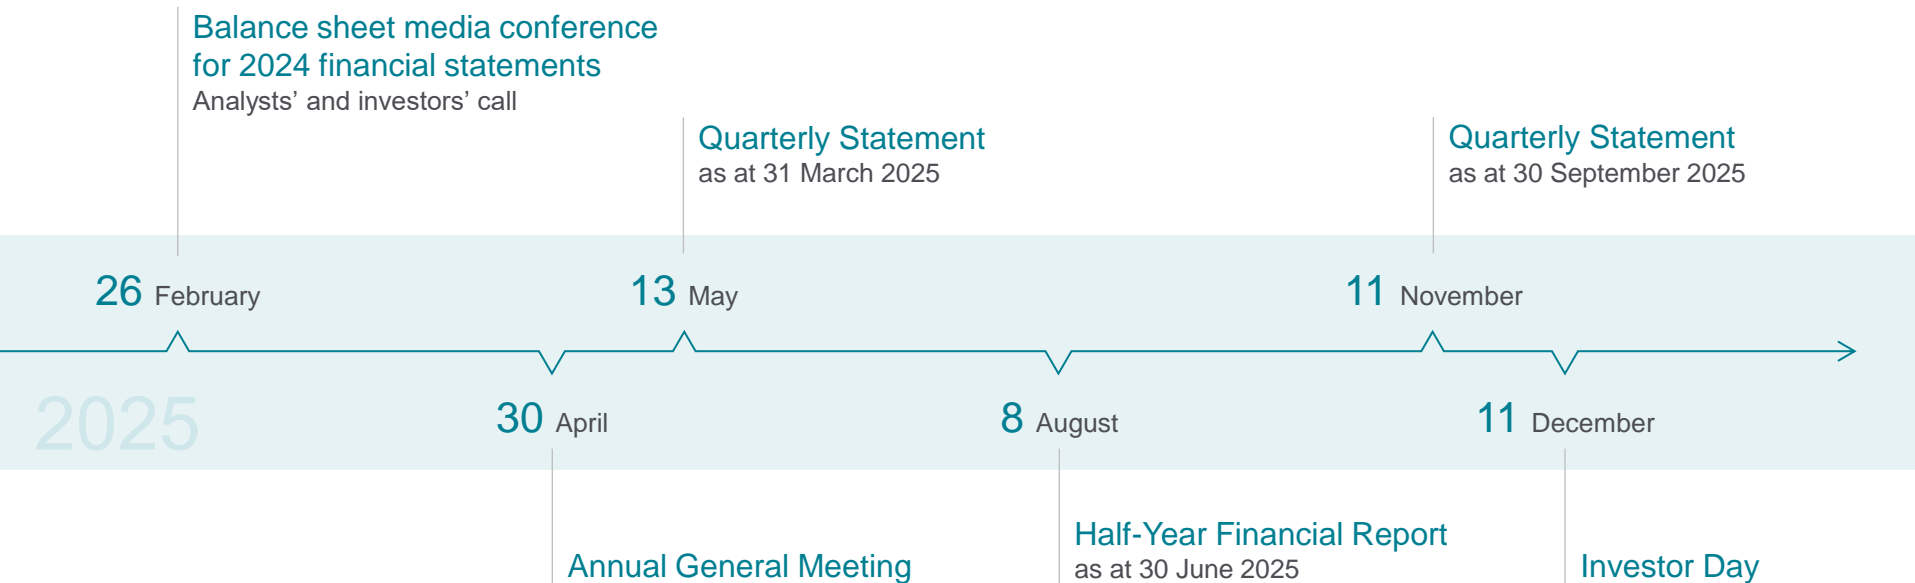 Balance sheet media conference
for 2024 financial statements
Analysts’ and investors’ call
Quarterly Statement
as at 31 March 2025
Quarterly Statement
as at 30 September 2025
26 February
13 May
11 November
2025
30 April
8 August
11 December
Annual General Meeting
Half-Year Financial Report
as at 30 June 2025
Investor Day